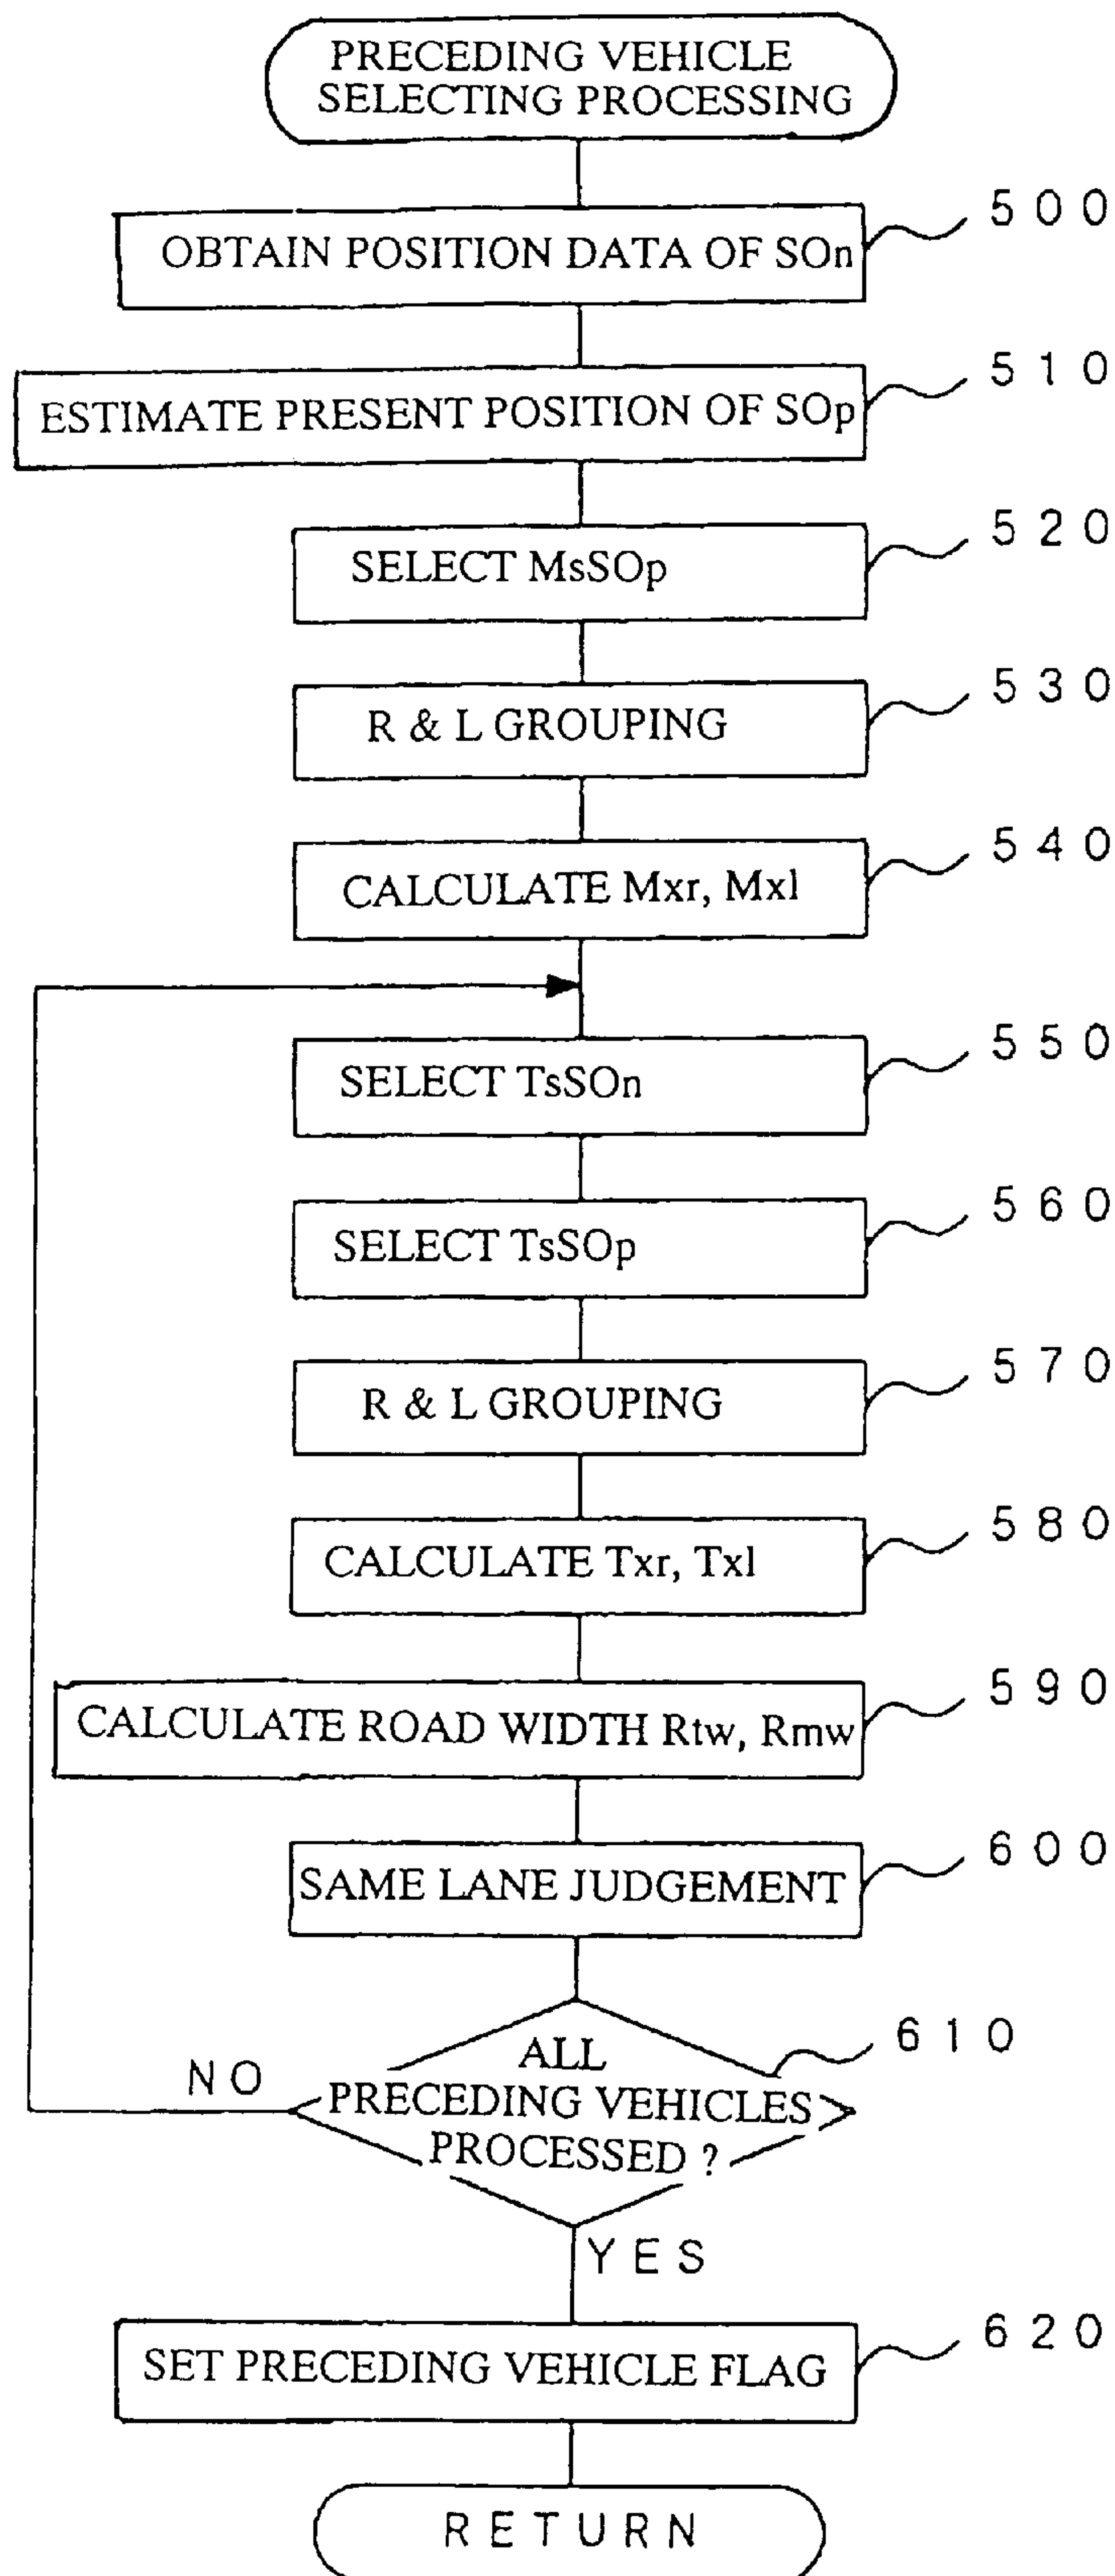 PRECEDING VEHICLE
SELECTING PROCESSING
500
OBTAIN POSITION DATA OF SOn
510
ESTIMATE PRESENT POSITION OF SOp
520
SELECT MsSOp
530
R & L GROUPING
540
CALCULATE Mxr, Mxl
550
SELECT TsSOn
560
SELECT TsSOp
570
R & L GROUPING
580
CALCULATE Txr, Txl
590
CALCULATE ROAD WIDTH Rtw, Rmw
600
SAME LANE JUDGEMENT
610
ALL
NO
PRECEDING VEHICLES
PROCESSED ?
YES
620
SET PRECEDING VEHICLE FLAG
RETURN